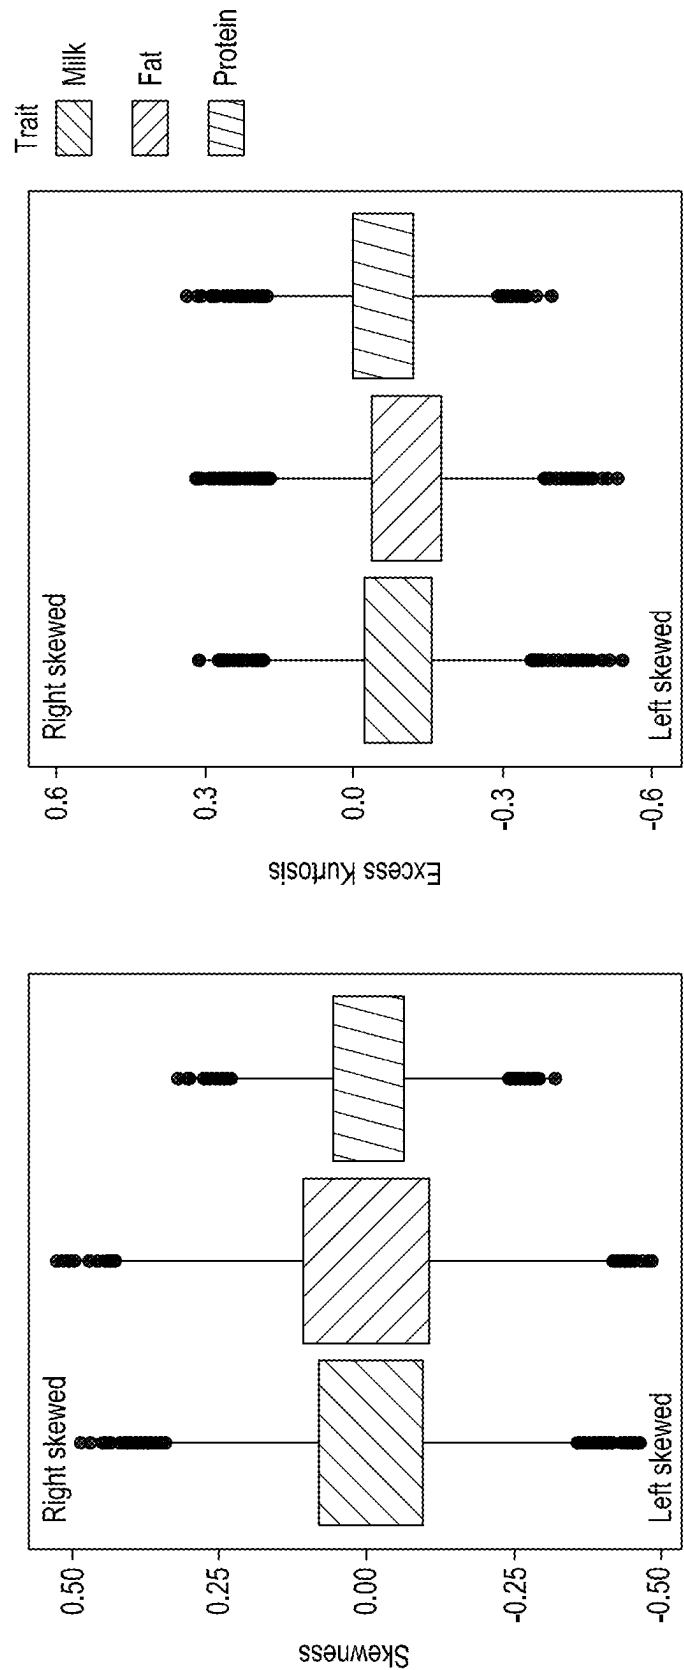 Skewness
0.50
0.25
0.00
-0.25
-0.50
Right skewed
Left skewed
Excess Kurtosis
0.6
0.3
0.0
-0.3
-0.6
Right skewed
Left skewed
Trait
Milk
Fat
Protein